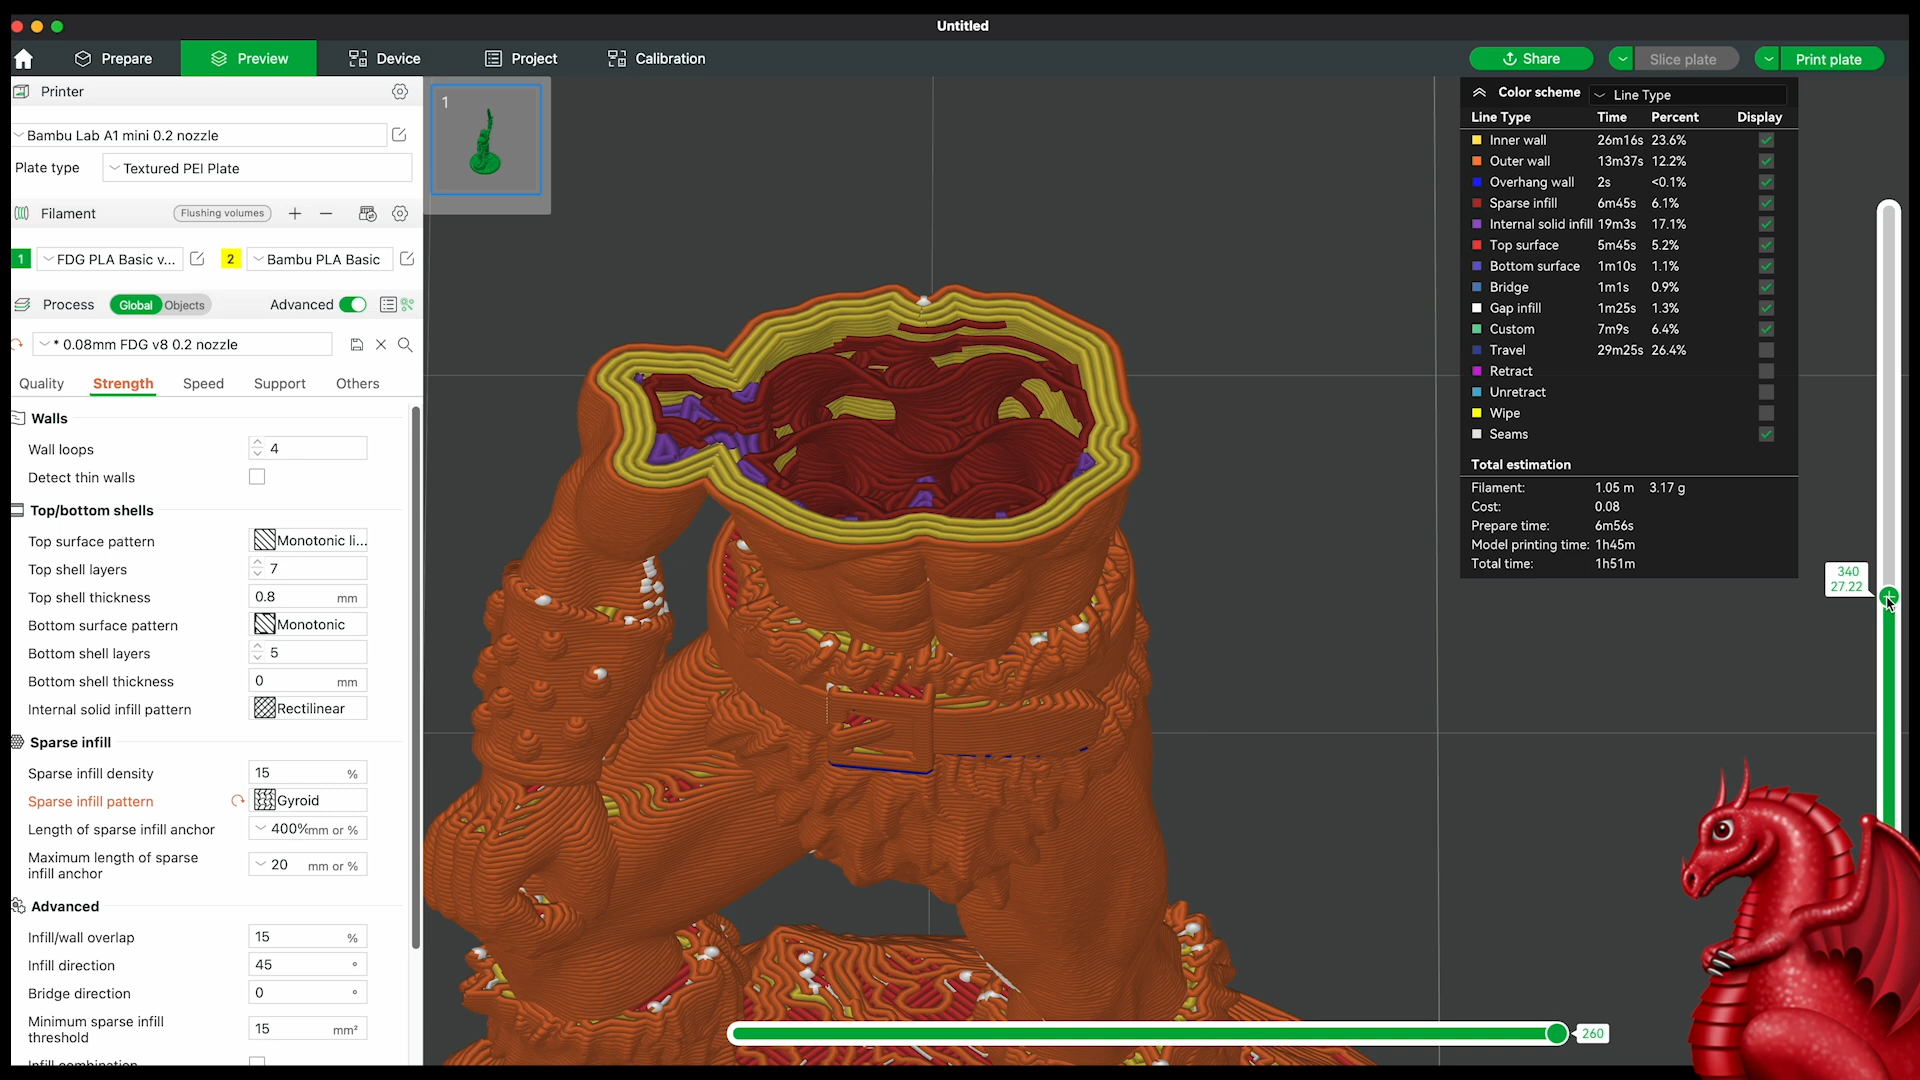 Untitled
Prepare
Preview
Device
Project
Calibration
Share
Slice plate
Print plate
Printer
Bambu Lab A1 mini 0.2 nozzle
Plate type
Textured PEI Plate
Filament
Flushing volumes
1
FDG PLA Basic v...
2
Bambu PLA Basic
Process
Global
Objects
Advanced
* 0.08mm FDG v8 0.2 nozzle
Quality
Strength
Speed
Support
Others
Walls
Wall loops
4
Detect thin walls
Top/bottom shells
Top surface pattern
Monotonic li...
Top shell layers
7
Top shell thickness
0.8 mm
Bottom surface pattern
Monotonic
Bottom shell layers
5
Bottom shell thickness
0 mm
Internal solid infill pattern
Rectilinear
Sparse infill
Sparse infill density
15 %
Sparse infill pattern
Gyroid
Length of sparse infill anchor
400% mm or %
Maximum length of sparse
infill anchor
20 mm or %
Advanced
Infill/wall overlap
15 %
Infill direction
45 °
Bridge direction
0 °
Minimum sparse infill
threshold
15 mm²
Infill combination
1
Color scheme
Line Type
Line Type Time Percent Display
Inner wall 26m16s 23.6%
Outer wall 13m37s 12.2%
Overhang wall 2s <0.1%
Sparse infill 6m45s 6.1%
Internal solid infill 19m3s 17.1%
Top surface 5m45s 5.2%
Bottom surface 1m10s 1.1%
Bridge 1m1s 0.9%
Gap infill 1m25s 1.3%
Custom 7m9s 6.4%
Travel 29m25s 26.4%
Retract
Unretract
Wipe
Seams
Total estimation
Filament: 1.05 m 3.17 g
Cost: 0.08
Prepare time: 6m56s
Model printing time: 1h45m
Total time: 1h51m
340
27.22
260